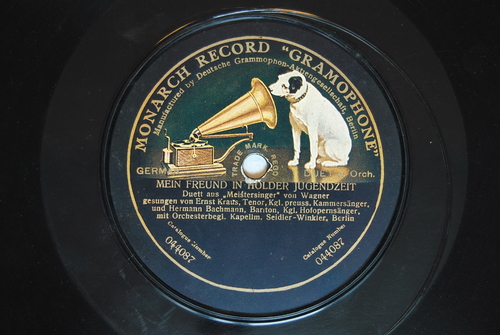 MONARCH RECORD "GRAMOPHONE"
Manufactured by Deutsche Grammophon-Aktiengesellschaft, Berlin
TRADE MARK REGD
DUET Orch.
MEIN FREUND IN HOLDER JUGENDZEIT
Duett aus „Meistersinger" von Wagner
gesungen von Ernst Kraus, Tenor, Kgl. preuss. Kammersänger,
und Hermann Bachmann, Bariton, Kgl. Hofopernsänger,
mit Orchesterbegl. Kapellm. Seidler-Winkler, Berlin
Catalogue Number
044087
Catalogue Number
044087